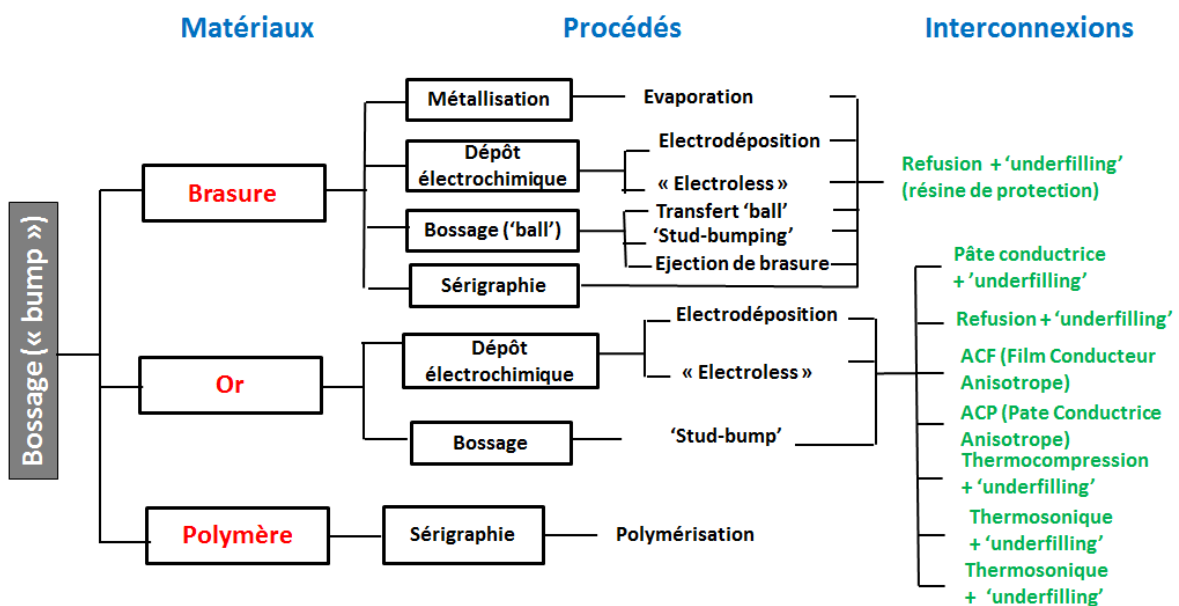 Matériaux
Procédés
Interconnexions
Bossage (« bump »)
Brasure
Métallisation
Evaporation
Dépôt
électrochimique
Electrodéposition
« Electroless »
Bossage (‘ball’)
Transfert ‘ball’
‘Stud-bumping’
Ejection de brasure
Sérigraphie
Refusion + ‘underfilling’
(résine de protection)
Or
Dépôt
électrochimique
Electrodéposition
« Electroless »
Bossage
‘Stud-bump’
Pâte conductrice
+ ’underfilling’
Refusion + ‘underfilling’
ACF (Film Conducteur
Anisotrope)
ACP (Pate Conductrice
Anisotrope)
Thermocompression
+ ‘underfilling’
Thermosonique
+ ‘underfilling’
Thermosonique
+ ‘underfilling’
Polymère
Sérigraphie
Polymérisation